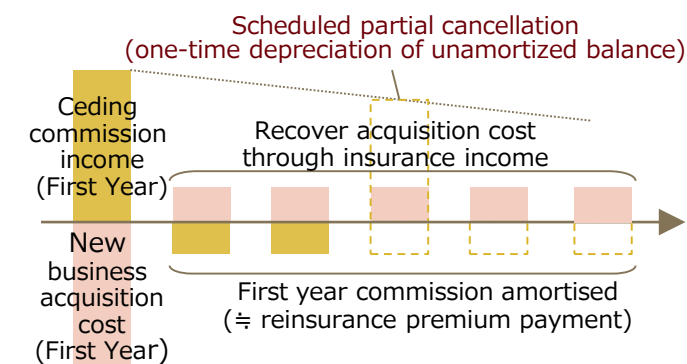 Scheduled partial cancellation
(one-time depreciation of unamortized balance)
Ceding
commission
income
(First Year)
Recover acquisition cost
through insurance income
New
business
acquisition
cost
(First Year)
First year commission amortised
(≒ reinsurance premium payment)